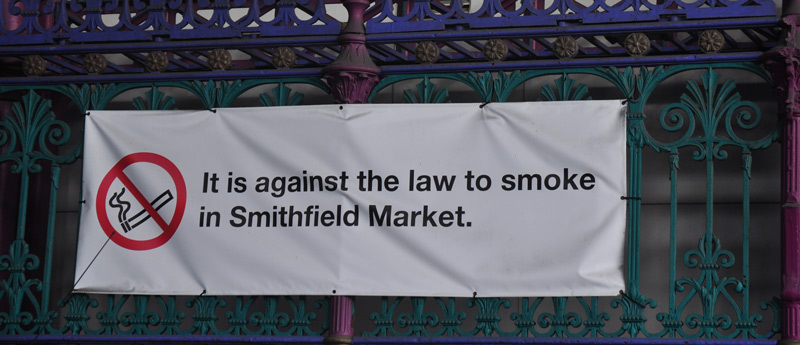 It is against the law to smoke
in Smithfield Market.